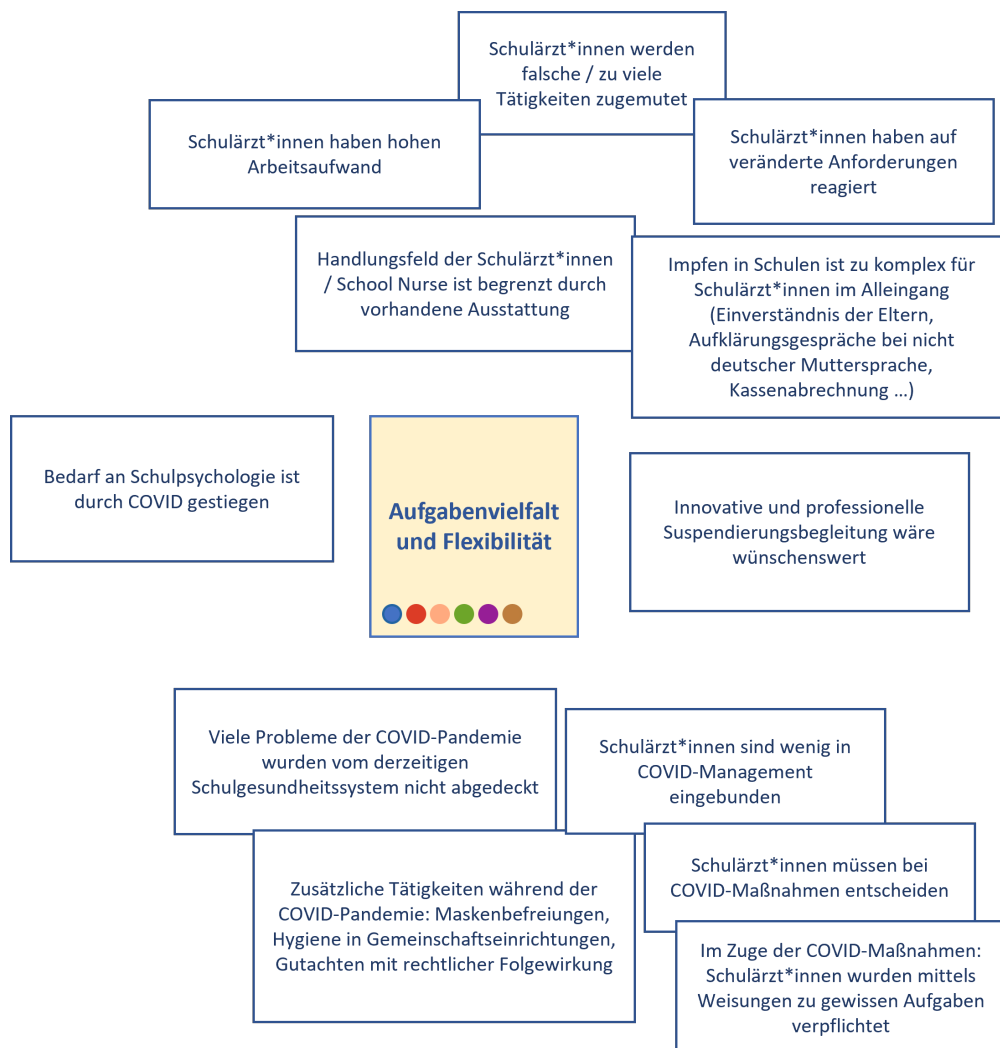 Schulärzt*innen werden
falsche / zu viele
Tätigkeiten zugemutet
Schulärzt*innen haben hohen
Arbeitsaufwand
Schulärzt*innen haben auf
veränderte Anforderungen
reagiert
Handlungsfeld der Schulärzt*innen
/ School Nurse ist begrenzt durch
vorhandene Ausstattung
Impfen in Schulen ist zu komplex für
Schulärzt*innen im Alleingang
(Einverständnis der Eltern,
Aufklärungsgespräche bei nicht
deutscher Muttersprache,
Kassenabrechnung ...)
Bedarf an Schulpsychologie ist
durch COVID gestiegen
Aufgabenvielfalt
und Flexibilität
Innovative und professionelle
Suspendierungsbegleitung wäre
wünschenswert
Viele Probleme der COVID-Pandemie
wurden vom derzeitigen
Schulgesundheitssystem nicht abgedeckt
Schulärzt*innen sind wenig in
COVID-Management
eingebunden
Zusätzliche Tätigkeiten während der
COVID-Pandemie: Maskenbefreiungen,
Hygiene in Gemeinschaftseinrichtungen,
Gutachten mit rechtlicher Folgewirkung
Schulärzt*innen müssen bei
COVID-Maßnahmen entscheiden
Im Zuge der COVID-Maßnahmen:
Schulärzt*innen wurden mittels
Weisungen zu gewissen Aufgaben
verpflichtet